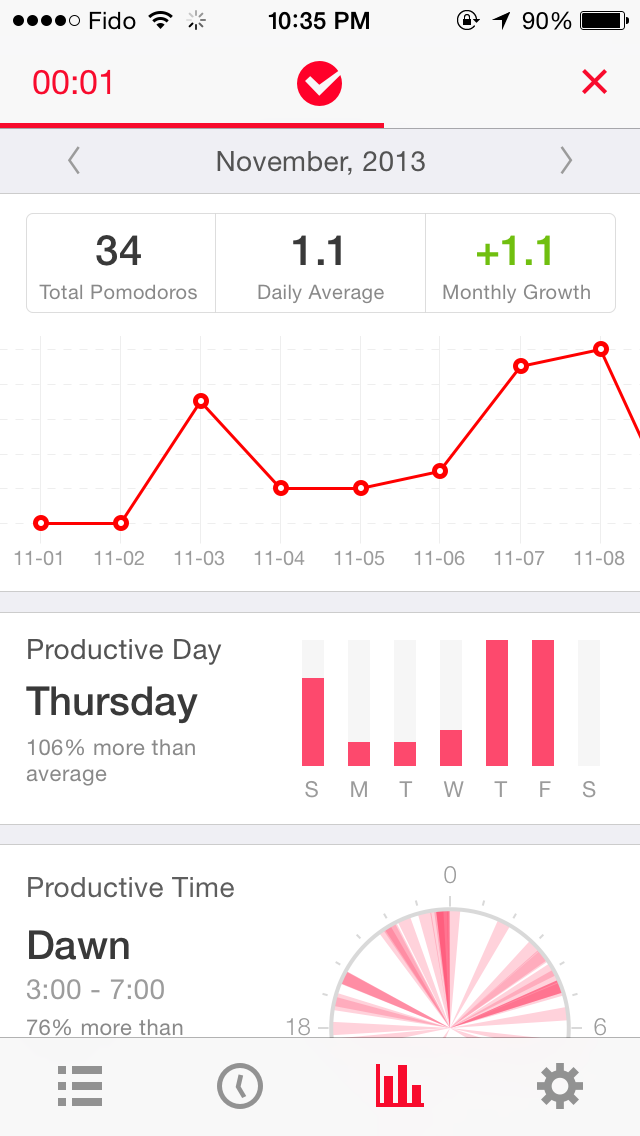 Fido 10:35 PM 90%
00:01
November, 2013
34 1.1 +1.1
Total Pomodoros Daily Average Monthly Growth
11-01 11-02 11-03 11-04 11-05 11-06 11-07 11-08
Productive Day
Thursday
106% more than
average
S M T W T F S
Productive Time
Dawn
3:00 - 7:00
76% more than
0
18 6